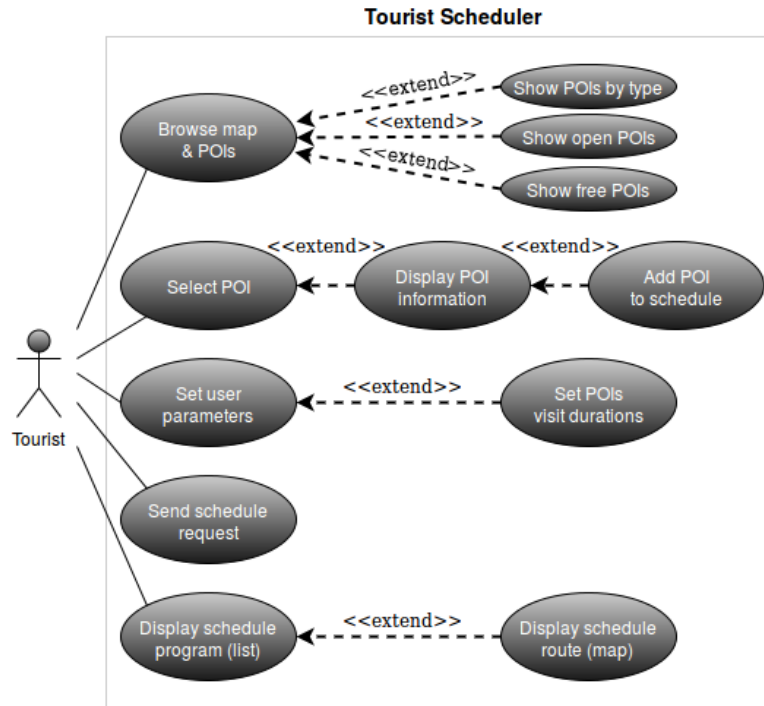 Tourist Scheduler
<<extend>>
Show POIs by type
Browse map
& POIs
<<extend>>
Show open POIs
<<extend>>
Show free POIs
<<extend>>
<<extend>>
Select POI
Display POI
information
Add POI
to schedule
Tourist
Set user
parameters
<<extend>>
Set POIs
visit durations
Send schedule
request
Display schedule
program (list)
<<extend>>
Display schedule
route (map)